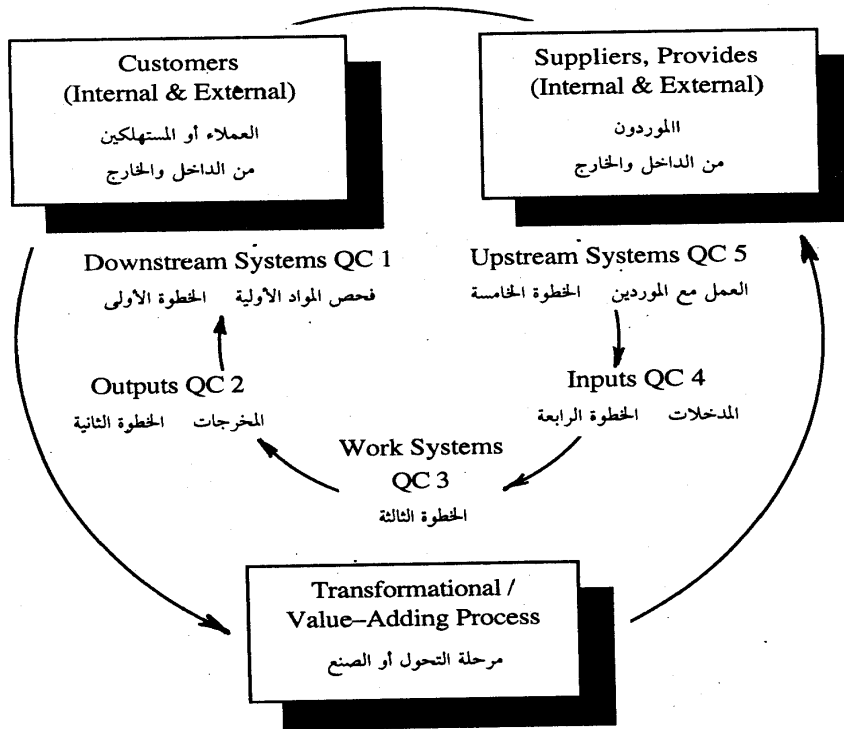 Customers
(Internal & External)
العملاء أو المستهلكين
من الداخل والخارج
Suppliers, Provides
(Internal & External)
االموردون
من الداخل والخارج
Downstream Systems QC 1
فحص المواد الأولية الخطوة الأولى
Upstream Systems QC 5
العمل مع الموردين الخطوة الخامسة
Outputs QC 2
المخرجات الخطوة الثانية
Inputs QC 4
المدخلات الخطوة الرابعة
Work Systems
QC 3
الخطوة الثالثة
Transformational /
Value–Adding Process
مرحلة التحول أو الصنع